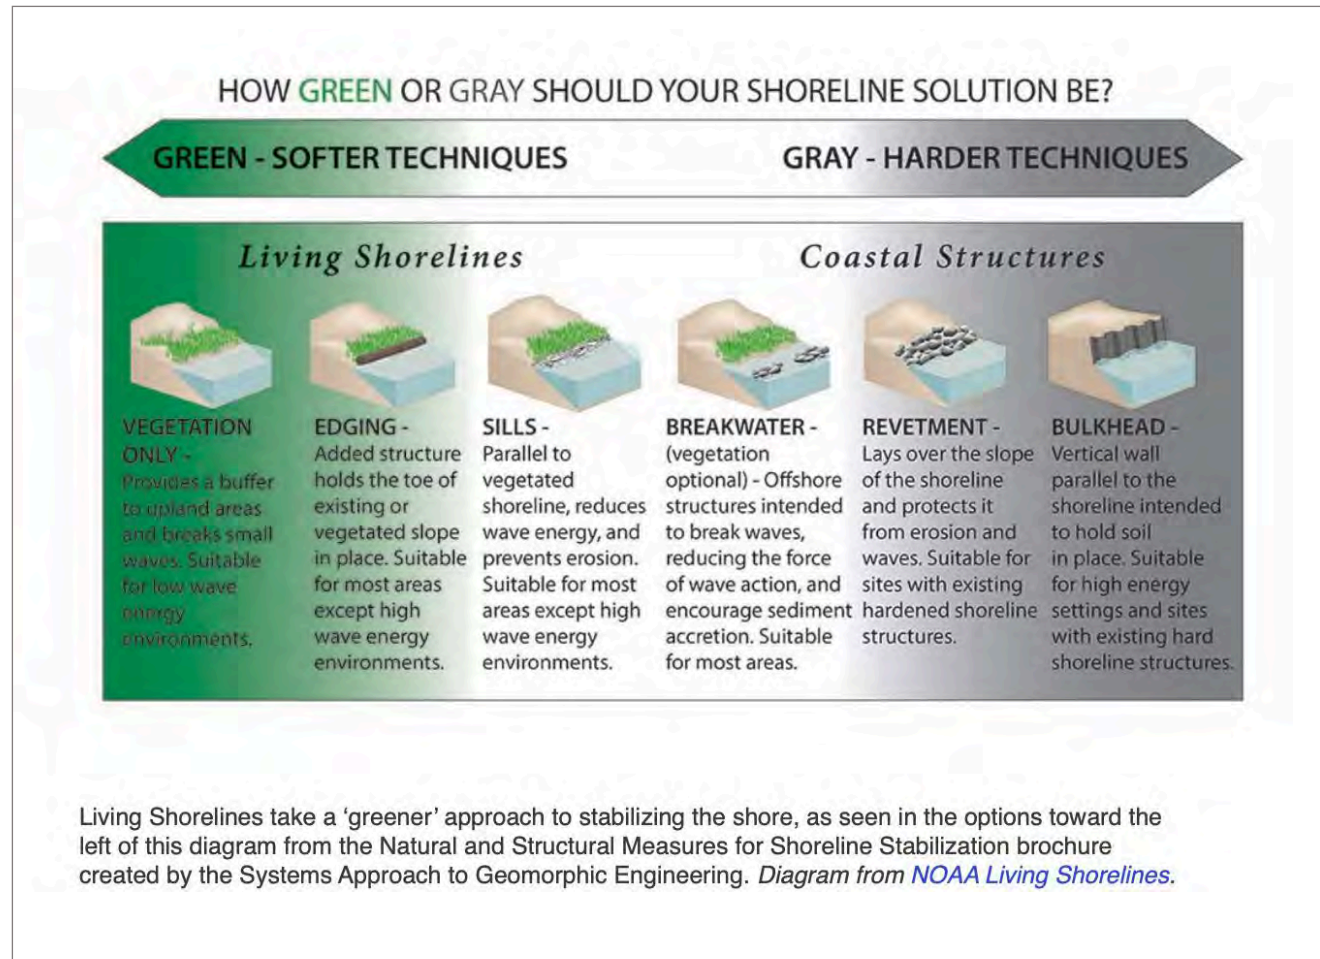 HOW GREEN OR GRAY SHOULD YOUR SHORELINE SOLUTION BE?
GREEN - SOFTER TECHNIQUES
GRAY - HARDER TECHNIQUES
Living Shorelines
Coastal Structures
VEGETATION
ONLY -
Provides a buffer
to upland areas
and breaks small
waves. Suitable
for low wave
energy
environments.
EDGING -
Added structure
holds the toe of
existing or
vegetated slope
in place. Suitable
for most areas
except high
wave energy
environments.
SILLS -
Parallel to
vegetated
shoreline, reduces
wave energy, and
prevents erosion.
Suitable for most
areas except high
wave energy
environments.
BREAKWATER -
(vegetation
optional) - Offshore
structures intended
to break waves,
reducing the force
of wave action, and
encourage sediment
accretion. Suitable
for most areas.
REVETMENT -
Lays over the slope
of the shoreline
and protects it
from erosion and
waves. Suitable for
sites with existing
hardened shoreline
structures.
BULKHEAD -
Vertical wall
parallel to the
shoreline intended
to hold soil
in place. Suitable
for high energy
settings and sites
with existing hard
shoreline structures.
Living Shorelines take a ‘greener’ approach to stabilizing the shore, as seen in the options toward the
left of this diagram from the Natural and Structural Measures for Shoreline Stabilization brochure
created by the Systems Approach to Geomorphic Engineering. Diagram from NOAA Living Shorelines.